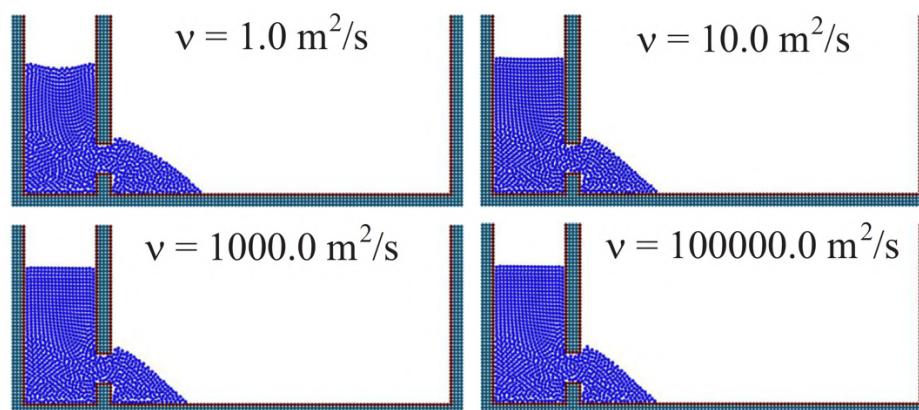 ν = 1.0 m²/s
ν = 10.0 m²/s
ν = 1000.0 m²/s
ν = 100000.0 m²/s